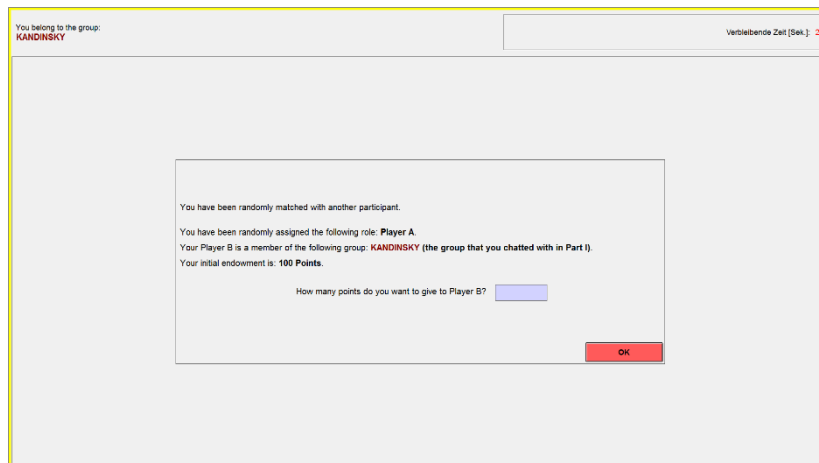 You belong to the group:
KANDINSKY
Verbleibende Zeit [Sek.]: 2
You have been randomly matched with another participant.
You have been randomly assigned the following role: Player A.
Your Player B is a member of the following group: KANDINSKY (the group that you chatted with in Part I).
Your initial endowment is: 100 Points.
How many points do you want to give to Player B?
OK